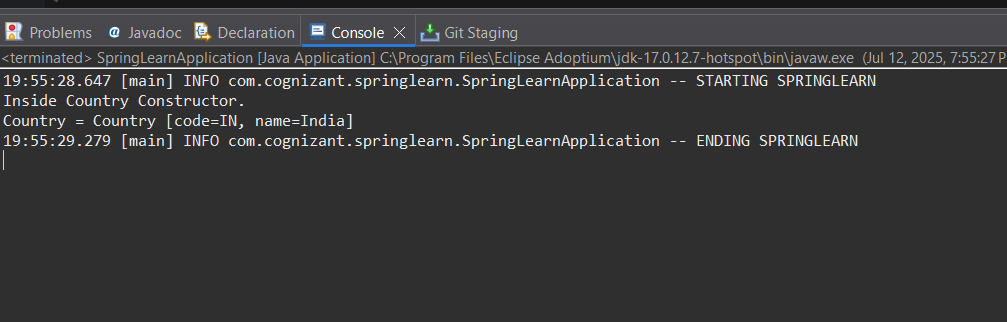 Problems @ Javadoc Declaration Console Git Staging
<terminated> SpringLearnApplication [Java Application] C:\Program Files\Eclipse Adoptium\jdk-17.0.12.7-hotspot\bin\javaw.exe (Jul 12, 2025, 7:55:27 P
19:55:28.647 [main] INFO com.cognizant.springlearn.SpringLearnApplication -- STARTING SPRINGLEARN
Inside Country Constructor.
Country = Country [code=IN, name=India]
19:55:29.279 [main] INFO com.cognizant.springlearn.SpringLearnApplication -- ENDING SPRINGLEARN